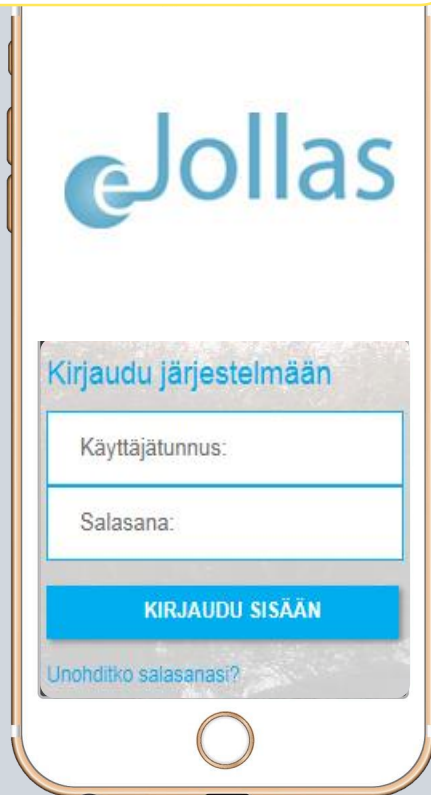 eJollas
Kirjaudu järjestelmään
Käyttäjätunnus:
Salasana:
KIRJAUDU SISÄÄN
Unohditko salasanasi?